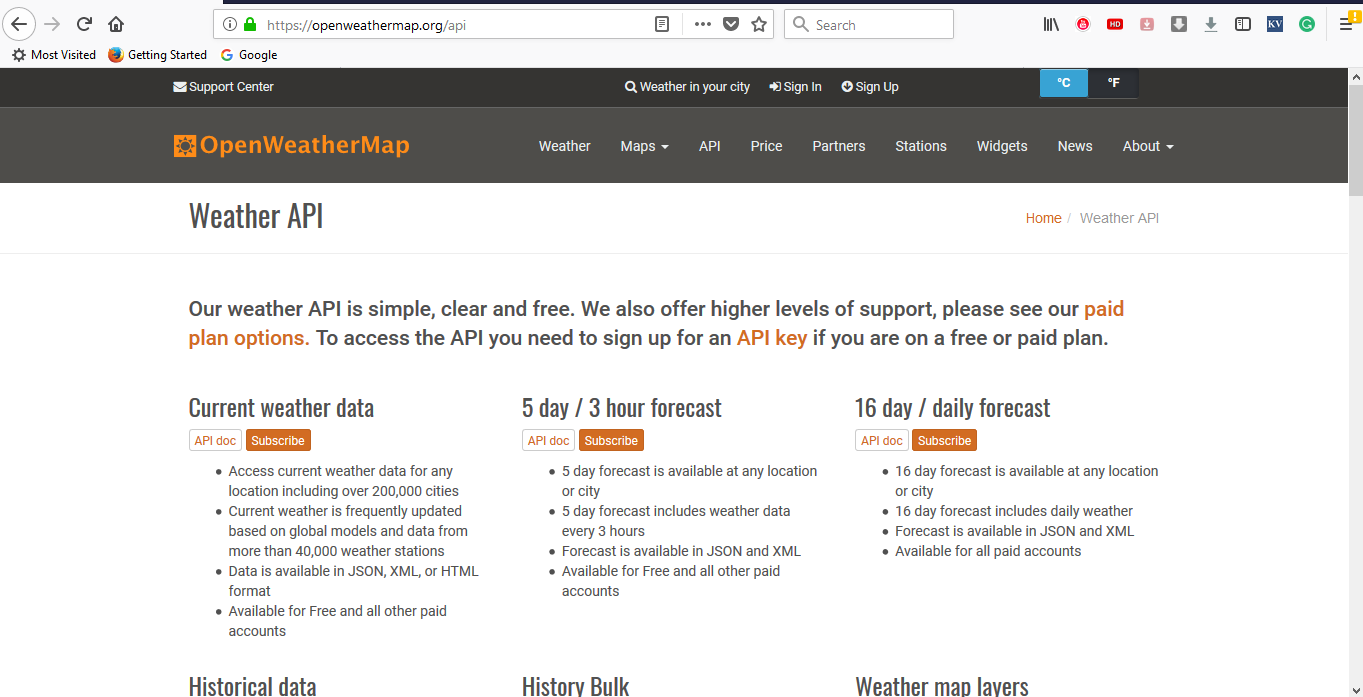 https://openweathermap.org/api
Search
HD
KV
Most Visited
Getting Started
Google
Support Center
Weather in your city
Sign In
Sign Up
°C
°F
OpenWeatherMap
Weather
Maps
API
Price
Partners
Stations
Widgets
News
About
Weather API
Home / Weather API
Our weather API is simple, clear and free. We also offer higher levels of support, please see our paid
plan options. To access the API you need to sign up for an API key if you are on a free or paid plan.
Current weather data
API doc
Subscribe
Access current weather data for any
location including over 200,000 cities
Current weather is frequently updated
based on global models and data from
more than 40,000 weather stations
Data is available in JSON, XML, or HTML
format
Available for Free and all other paid
accounts
5 day / 3 hour forecast
API doc
Subscribe
5 day forecast is available at any location
or city
5 day forecast includes weather data
every 3 hours
Forecast is available in JSON and XML
Available for Free and all other paid
accounts
16 day / daily forecast
API doc
Subscribe
16 day forecast is available at any location
or city
16 day forecast includes daily weather
Forecast is available in JSON and XML
Available for all paid accounts
Historical data
History Bulk
Weather map layers